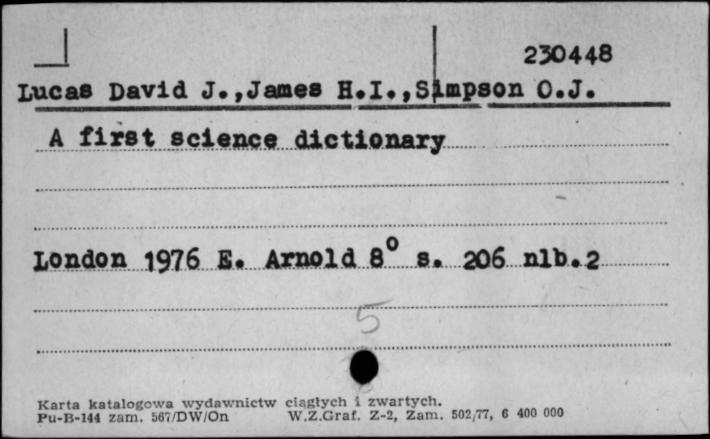 230448
Lucas David J.,James H.I.,Simpson O.J.
A first science dictionary
London 1976 E. Arnold 8° s. 206 nlb.2
5
Karta katalogowa wydawnictw ciągłych i zwartych.
Pu-B-144 zam. 567/DW/On W.Z.Graf. Z-2, Zam. 502/77, 6 400 000